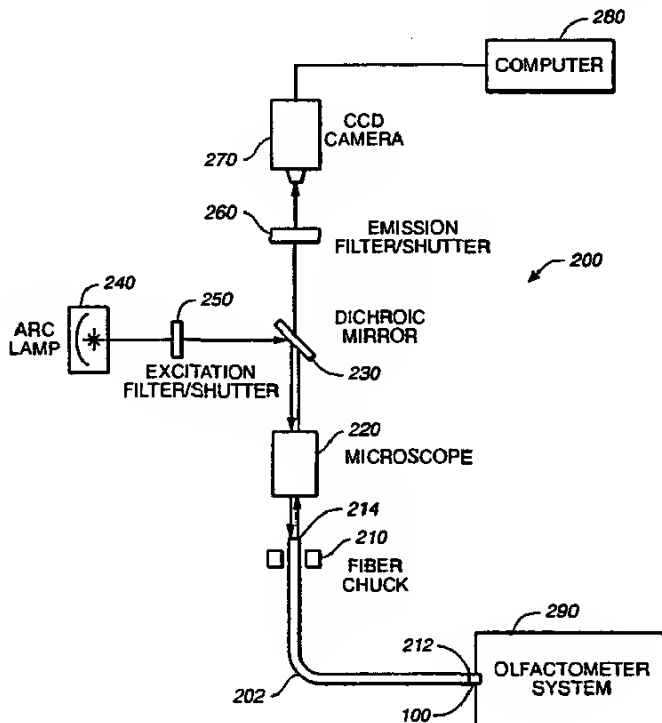 280
COMPUTER
CCD
CAMERA
270
260
EMISSION
FILTER/SHUTTER
200
240
250
ARC
LAMP
DICHROIC
MIRROR
EXCITATION
FILTER/SHUTTER
230
220
MICROSCOPE
214
210
FIBER
CHUCK
290
212
OLFACTOMETER
SYSTEM
202
100